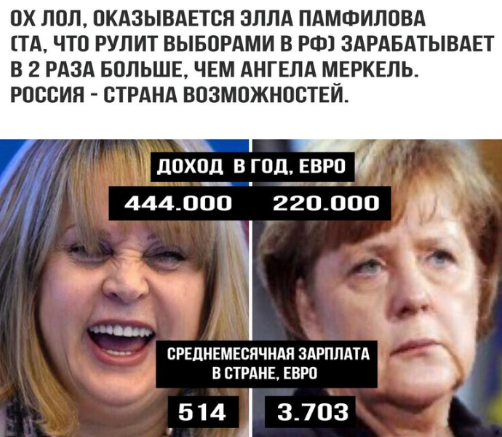 ОХ ЛОЛ, ОКАЗЫВАЕТСЯ ЭЛЛА ПАМФИЛОВА
(ТА, ЧТО РУЛИТ ВЫБОРАМИ В РФ) ЗАРАБАТЫВАЕТ
В 2 РАЗА БОЛЬШЕ, ЧЕМ АНГЕЛА МЕРКЕЛЬ.
РОССИЯ - СТРАНА ВОЗМОЖНОСТЕЙ.
ДОХОД В ГОД, ЕВРО
444.000 220.000
СРЕДНЕМЕСЯЧНАЯ ЗАРПЛАТА
В СТРАНЕ, ЕВРО
514 3.703